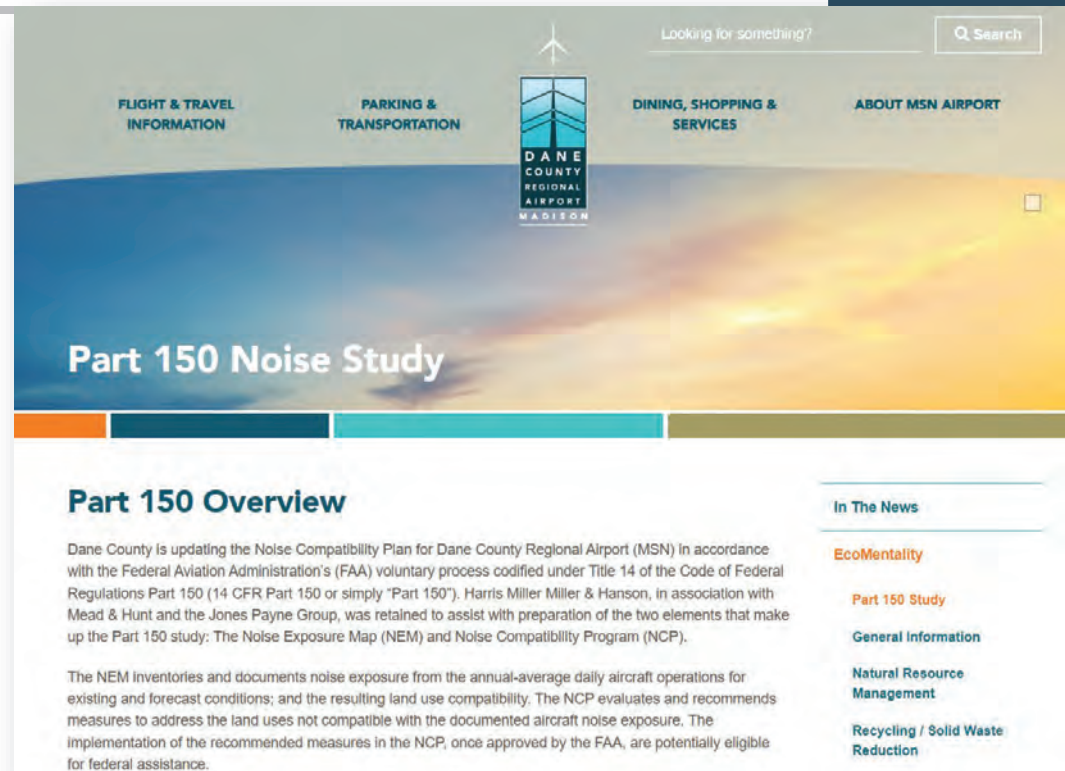 Looking for something?
Search
FLIGHT & TRAVEL
INFORMATION
PARKING &
TRANSPORTATION
DANE
COUNTY
REGIONAL
AIRPORT
MADISON
DINING, SHOPPING &
SERVICES
ABOUT MSN AIRPORT
Part 150 Noise Study
Part 150 Overview
Dane County is updating the Noise Compatibility Plan for Dane County Regional Airport (MSN) in accordance
with the Federal Aviation Administration's (FAA) voluntary process codified under Title 14 of the Code of Federal
Regulations Part 150 (14 CFR Part 150 or simply "Part 150"). Harris Miller Miller & Hanson, in association with
Mead & Hunt and the Jones Payne Group, was retained to assist with preparation of the two elements that make
up the Part 150 study: The Noise Exposure Map (NEM) and Noise Compatibility Program (NCP).
The NEM inventories and documents noise exposure from the annual-average daily aircraft operations for
existing and forecast conditions; and the resulting land use compatibility. The NCP evaluates and recommends
measures to address the land uses not compatible with the documented aircraft noise exposure. The
implementation of the recommended measures in the NCP, once approved by the FAA, are potentially eligible
for federal assistance.
In The News
EcoMentality
Part 150 Study
General Information
Natural Resource
Management
Recycling / Solid Waste
Reduction